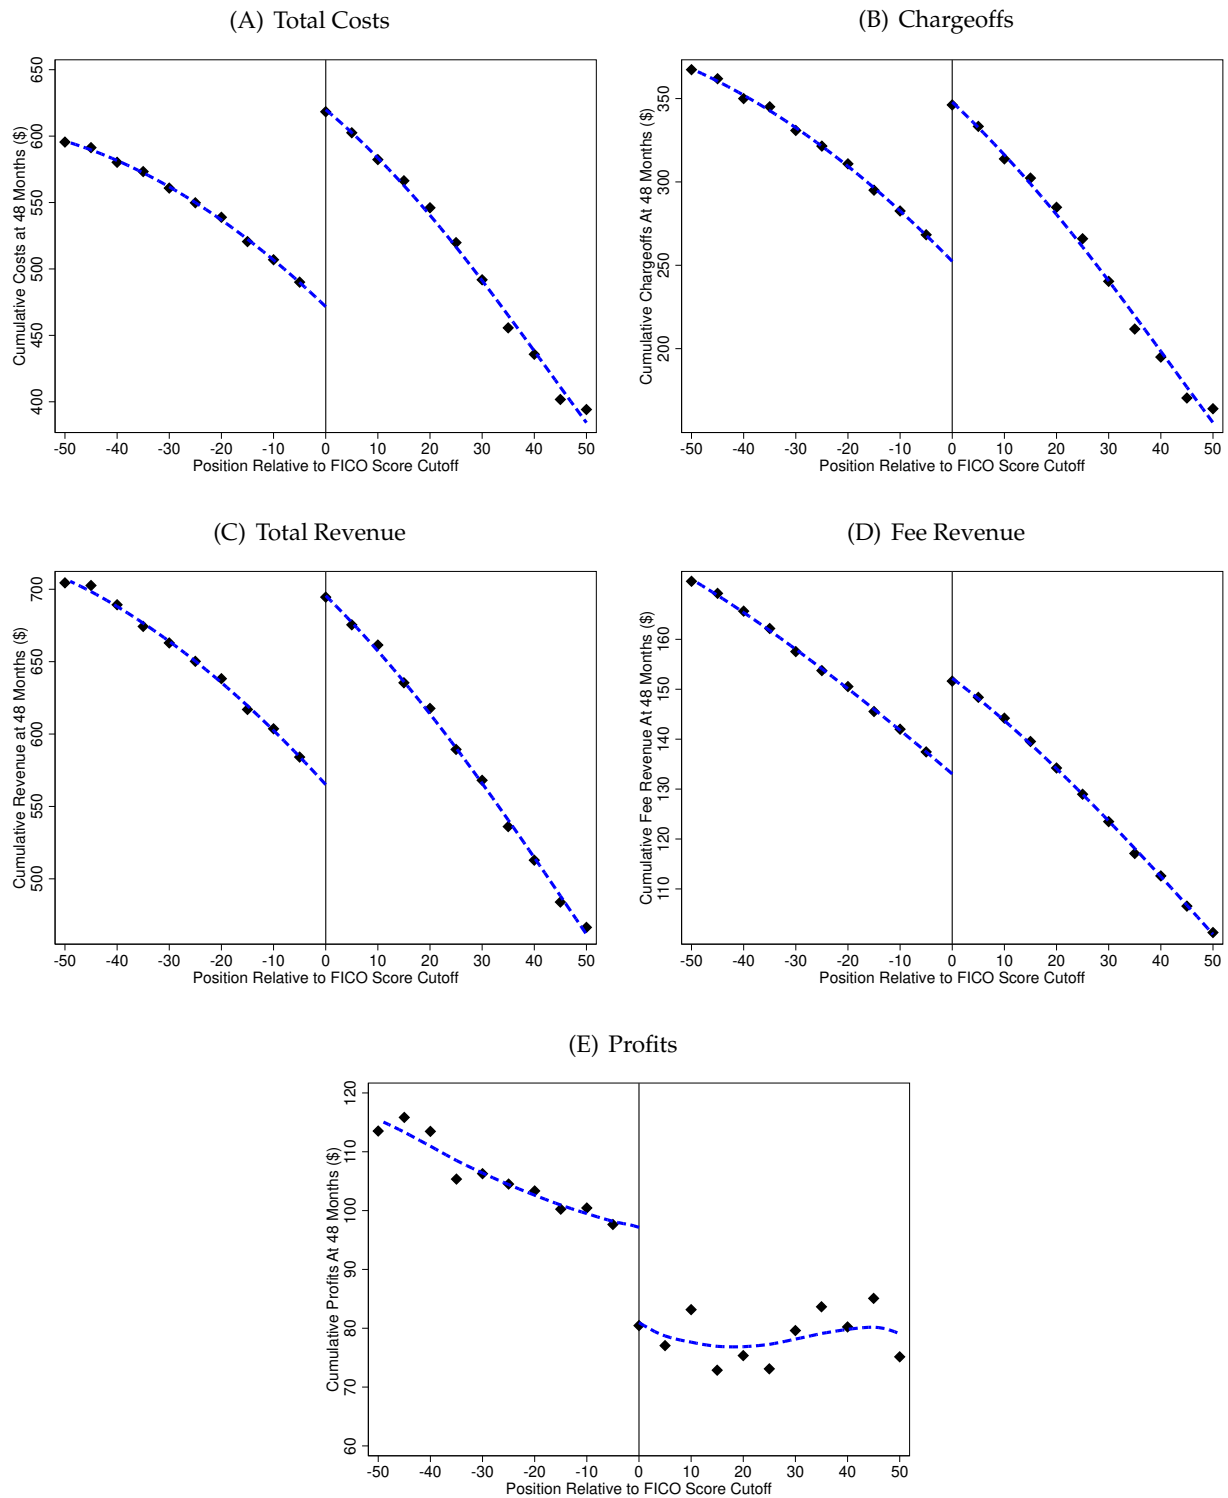 (A) Total Costs
Cumulative Costs at 48 Months ($)
650
600
550
500
450
400
-50 -40 -30 -20 -10 0 10 20 30 40 50
Position Relative to FICO Score Cutoff
(B) Chargeoffs
Cumulative Chargeoffs At 48 Months ($)
350
300
250
200
-50 -40 -30 -20 -10 0 10 20 30 40 50
Position Relative to FICO Score Cutoff
(C) Total Revenue
Cumulative Revenue at 48 Months ($)
700
650
600
550
500
-50 -40 -30 -20 -10 0 10 20 30 40 50
Position Relative to FICO Score Cutoff
(D) Fee Revenue
Cumulative Fee Revenue At 48 Months ($)
160
150
140
130
120
110
-50 -40 -30 -20 -10 0 10 20 30 40 50
Position Relative to FICO Score Cutoff
(E) Profits
Cumulative Profits At 48 Months ($)
120
110
100
90
80
70
60
-50 -40 -30 -20 -10 0 10 20 30 40 50
Position Relative to FICO Score Cutoff